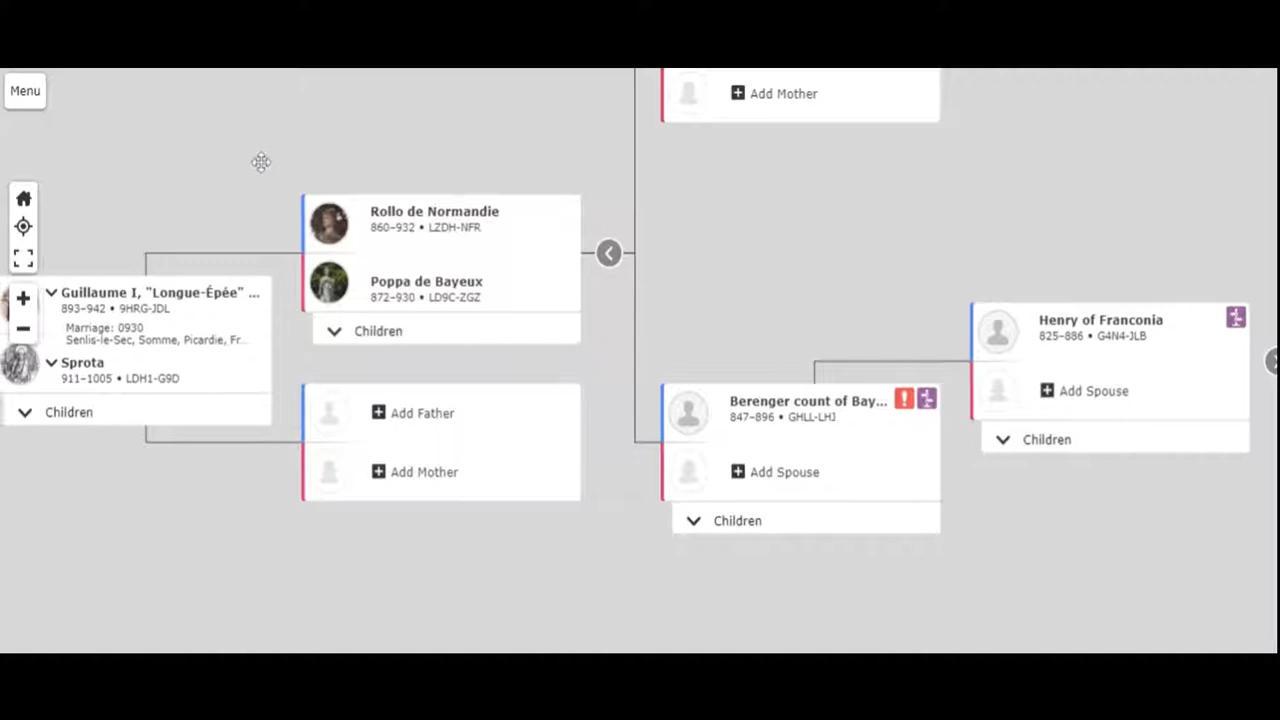 Menu
Add Mother
Rollo de Normandie
860–932 • LZDH-NFR
Poppa de Bayeux
872–930 • LD9C-ZGZ
Children
Guillaume I, "Longue-Épée" ...
893–942 • 9HRG-JDL
Marriage: 0930
Senlis-le-Sec, Somme, Picardie, Fr...
Sprota
911–1005 • LDH1-G9D
Children
Add Father
Add Mother
Berenger count of Bay...
847–896 • GHLL-LHJ
Add Spouse
Children
Henry of Franconia
825–886 • G4N4-JLB
Add Spouse
Children